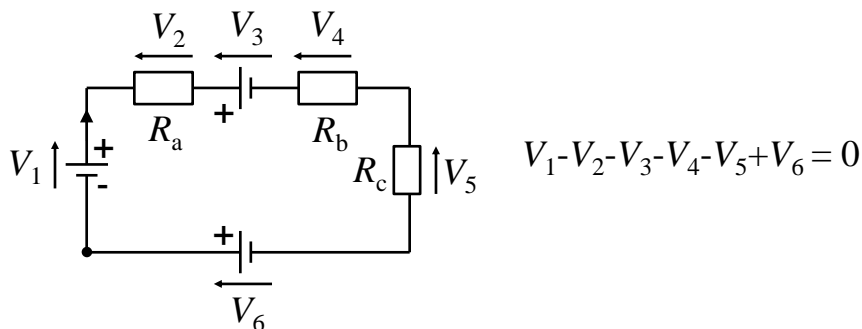 V2 V3 V4
+
Ra Rb
+
V1
-
Rc V5
V1-V2-V3-V4-V5+V6 = 0
+
V6